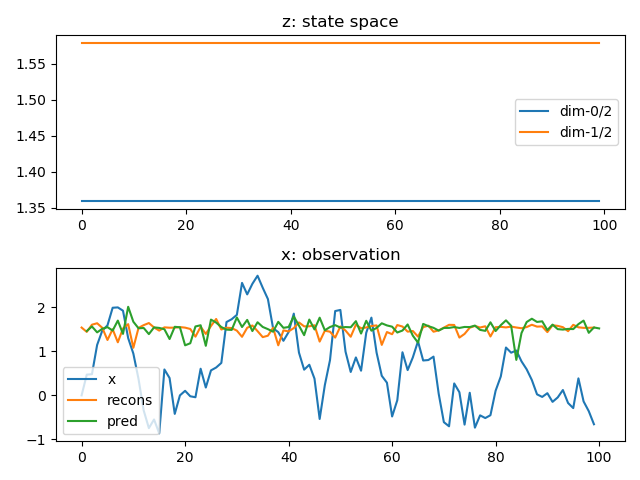 z: state space
1.55
1.50
1.45
1.40
1.35
dim-0/2
dim-1/2
0 20 40 60 80 100
x: observation
2
1
0
−1
x
recons
pred
0 20 40 60 80 100